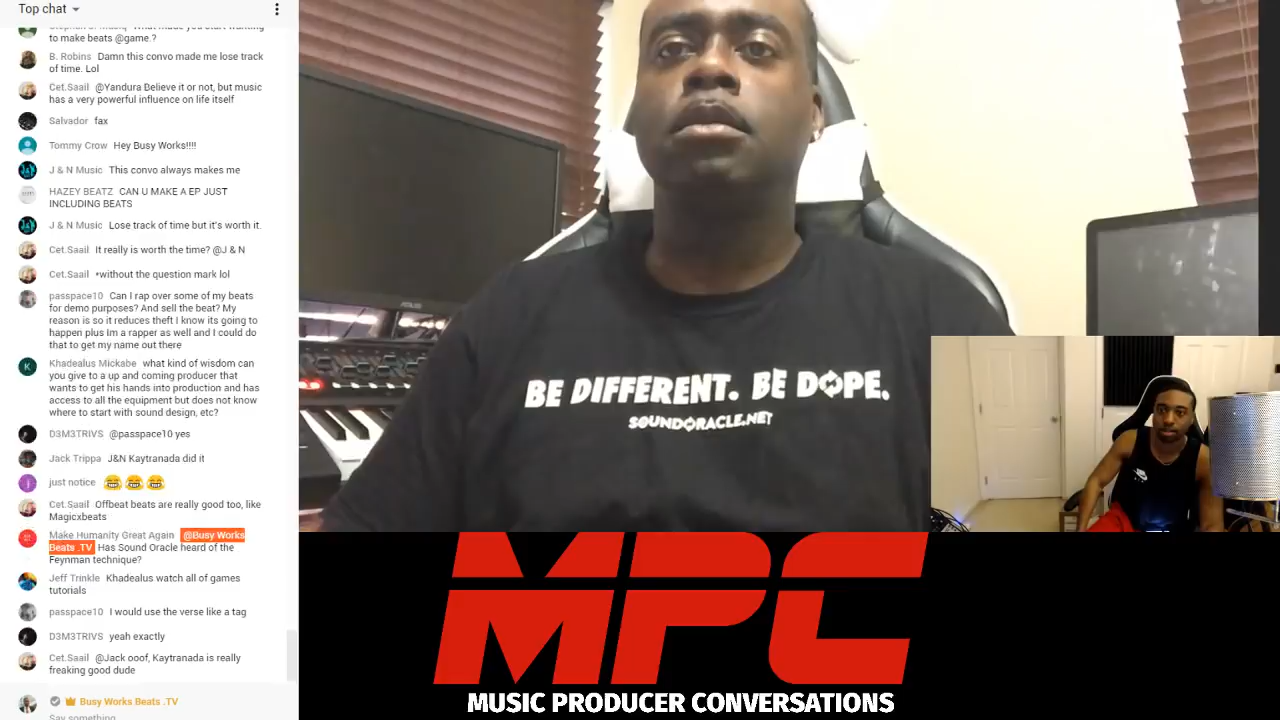 Top chat
Stephen S. Musiq What made you start wanting
to make beats @game.?
B. Robins Damn this convo made me lose track
of time. Lol
Cet.Saail @Yandura Believe it or not, but music
has a very powerful influence on life itself
Salvador fax
Tommy Crow Hey Busy Works!!!!
J & N Music This convo always makes me
HAZEY BEATZ CAN U MAKE A EP JUST
INCLUDING BEATS
J & N Music Lose track of time but it's worth it.
Cet.Saail It really is worth the time? @J & N
Cet.Saail *without the question mark lol
passpace10 Can I rap over some of my beats
for demo purposes? And sell the beat? My
reason is so it reduces theft I know its going to
happen plus Im a rapper as well and I could do
that to get my name out there
K
Khadealus Mickabe what kind of wisdom can
you give to a up and coming producer that
wants to get his hands into production and has
access to all the equipment but does not know
where to start with sound design, etc?
D3M3TRIVS @passpace10 yes
Jack Trippa J&N Kaytranada did it
just notice
Cet.Saail Offbeat beats are really good too, like
Magicxbeats
Make Humanity Great Again @Busy Works
Beats .TV Has Sound Oracle heard of the
Feynman technique?
Jeff Trinkle Khadealus watch all of games
tutorials
passpace10 I would use the verse like a tag
D3M3TRIVS yeah exactly
Cet.Saail @Jack ooof, Kaytranada is really
freaking good dude
Busy Works Beats .TV
Say something
BE DIFFERENT. BE DOPE.
SOUNDORACLE.NET
MPC
MUSIC PRODUCER CONVERSATIONS